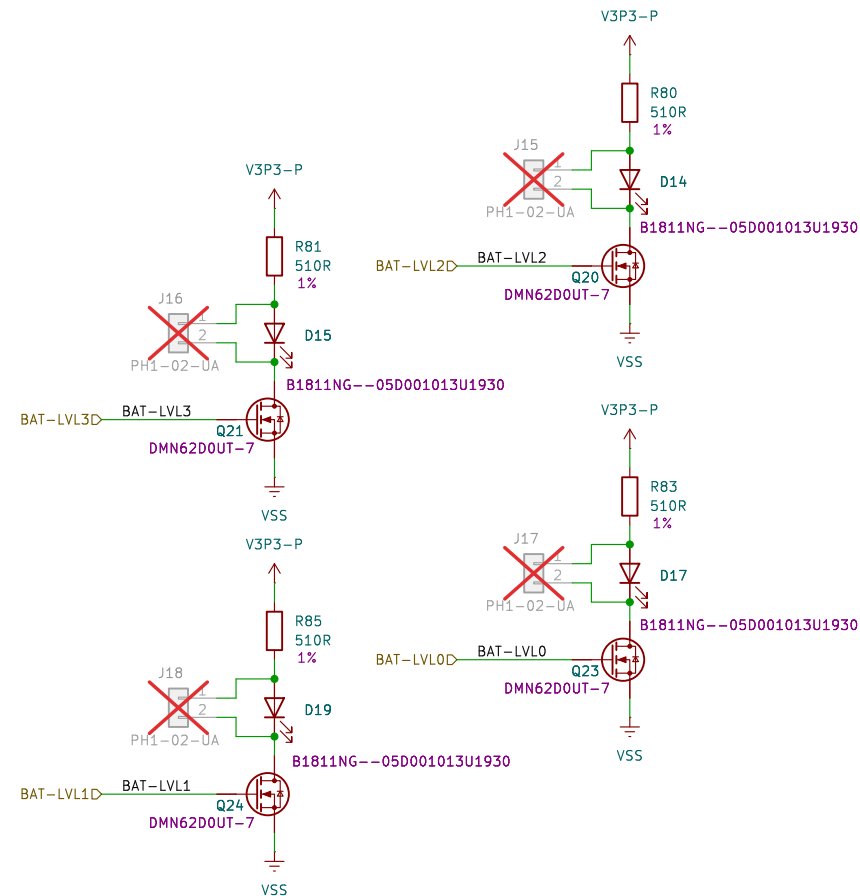 V3P3-P
R80
510R
1%
J15
1
2
PH1-02-UA
D14
B1811NG--05D001013U1930
BAT-LVL2
BAT-LVL2
Q20
DMN62D0UT-7
VSS
V3P3-P
R81
510R
1%
J16
1
2
PH1-02-UA
D15
B1811NG--05D001013U1930
BAT-LVL3
BAT-LVL3
Q21
DMN62D0UT-7
VSS
V3P3-P
R83
510R
1%
J17
1
2
PH1-02-UA
D17
B1811NG--05D001013U1930
BAT-LVL0
BAT-LVL0
Q23
DMN62D0UT-7
VSS
V3P3-P
R85
510R
1%
J18
1
2
PH1-02-UA
D19
B1811NG--05D001013U1930
BAT-LVL1
BAT-LVL1
Q24
DMN62D0UT-7
VSS